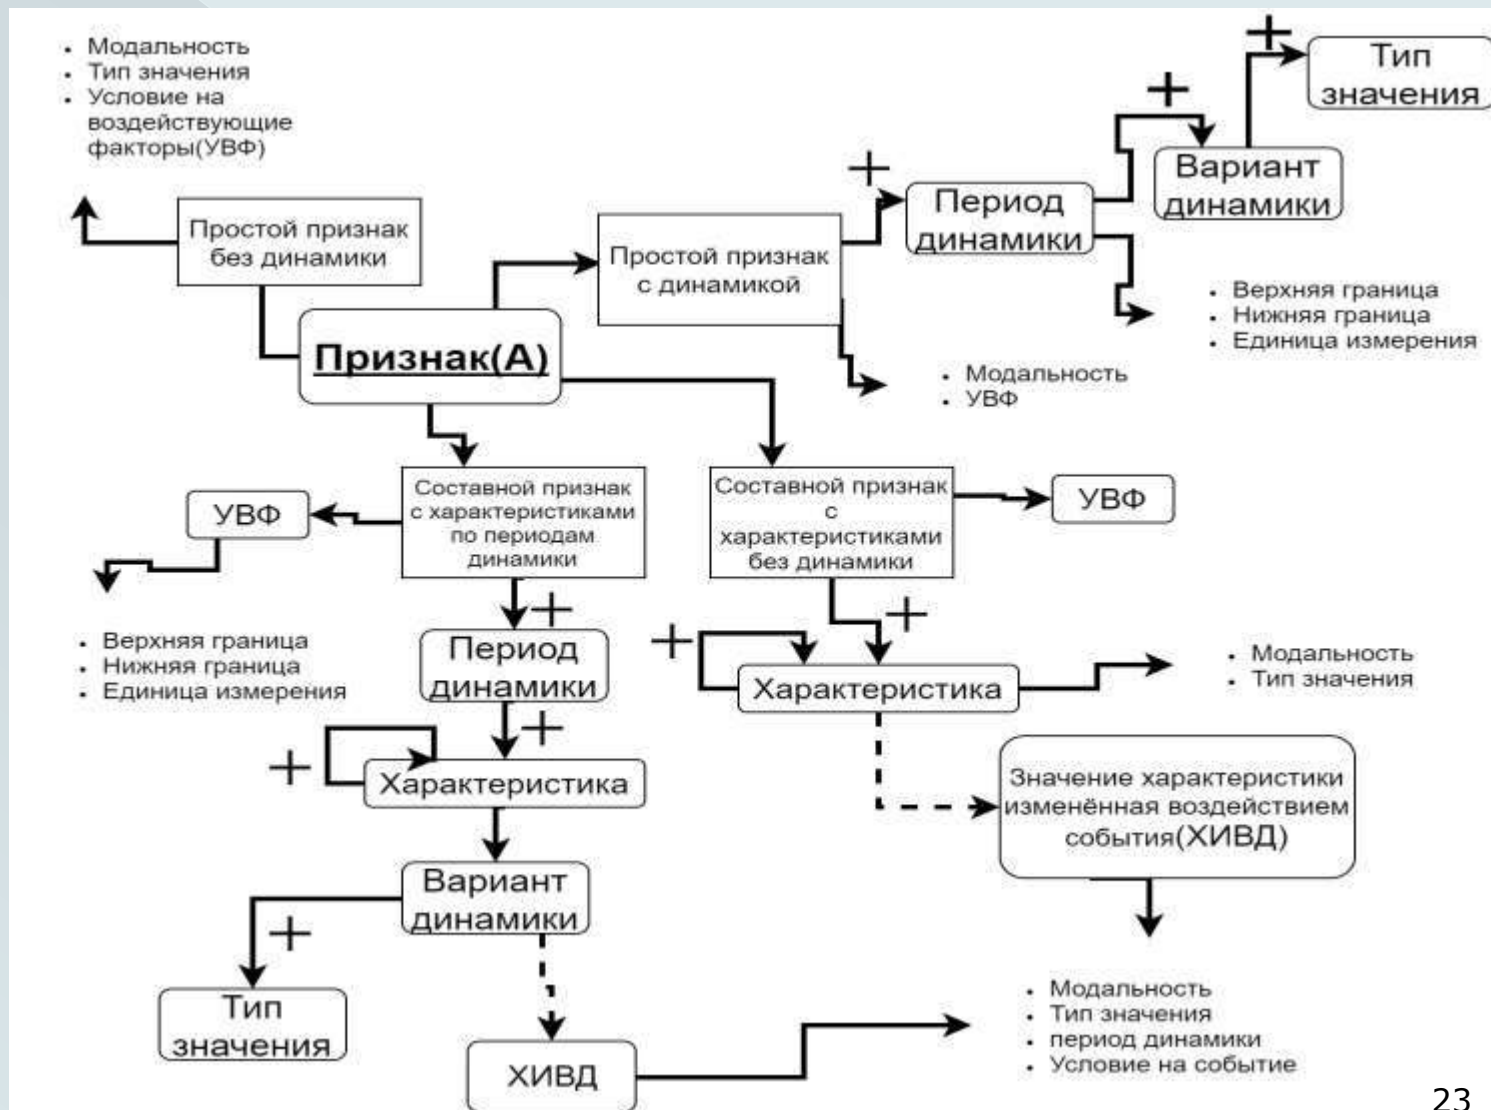 Модальность
Тип значения
Условие на
воздействующие
факторы(УВФ)
Тип
значения
Вариант
динамики
Период
динамики
Простой признак
без динамики
Простой признак
с динамикой
Верхняя граница
Нижняя граница
Единица измерения
Признак(А)
Модальность
УВФ
Составной признак
с характеристиками
по периодам
динамики
Составной признак
с
характеристиками
без динамики
УВФ
УВФ
Верхняя граница
Нижняя граница
Единица измерения
Период
динамики
Характеристика
Модальность
Тип значения
Характеристика
Значение характеристики
изменённая воздействием
события(ХИВД)
Вариант
динамики
Тип
значения
ХИВД
Модальность
Тип значения
период динамики
Условие на событие
23